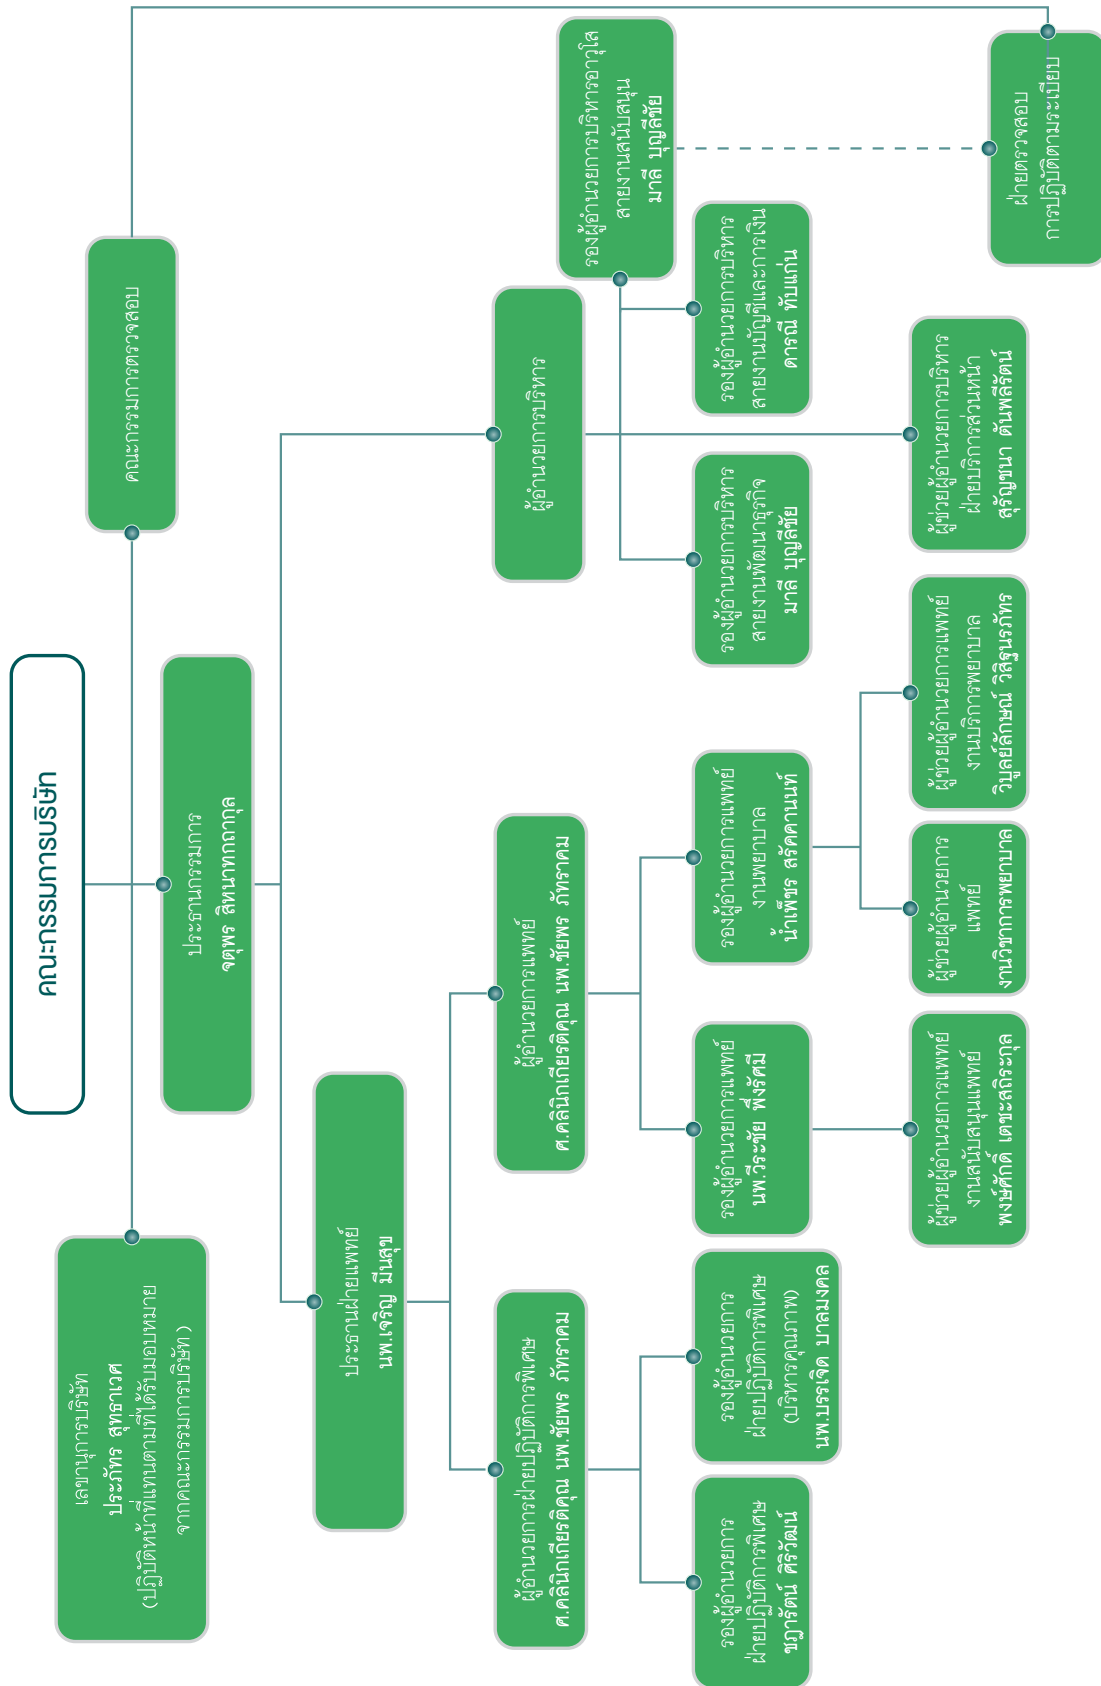 คณะกรรมการบริษัท
เลขานุการบริษัท
ประภัทร สุทธาเวศ
(ปฏิบัติหน้าที่แทนตามที่ได้รับมอบหมาย
จากคณะกรรมการบริษัท )
คณะกรรมการตรวจสอบ
ประธานกรรมการ
จตุพร สิหนาทกถากุล
ประธานฝ่ายแพทย์
นพ.เจริญ มีนสุข
ผู้อำนวยการฝ่ายปฏิบัติการพิเศษ
ศ.คลินิกเกียรติคุณ นพ.ชัยพร ภัทราคม
ผู้อำนวยการแพทย์
ศ.คลินิกเกียรติคุณ นพ.ชัยพร ภัทราคม
ผู้อำนวยการบริหาร
รองผู้อำนวยการบริหารอาวุโส
สายงานสนับสนุน
มาลี บุญลีชัย
รองผู้อำนวยการ
ฝ่ายปฏิบัติการพิเศษ
ชฎารัตน์ ศิริวัฒน์
รองผู้อำนวยการ
ฝ่ายปฏิบัติการพิเศษ
(บริหารคุณภาพ)
นพ.บรรเจิด บาลมงคล
รองผู้อำนวยการแพทย์
นพ.วีระชัย พึ่งรัศมี
รองผู้อำนวยการแพทย์
งานพยาบาล
น้ำเพ็ชร สรัคคานนท์
รองผู้อำนวยการบริหาร
สายงานพัฒนาธุรกิจ
มาลี บุญลีชัย
รองผู้อำนวยการบริหาร
สายงานบัญชีและการเงิน
ดารณี ทับแก่น
ผู้ช่วยผู้อำนวยการแพทย์
งานสนับสนุนแพทย์
พงษ์ศักดิ์ เตชะสถิระกุล
ผู้ช่วยผู้อำนวยการ
แพทย์
งานวิชาการพยาบาล
ผู้ช่วยผู้อำนวยการแพทย์
งานบริการพยาบาล
วิบูลย์ลักษณ์ วิสิฐนรภัทร
ผู้ช่วยผู้อำนวยการบริหาร
ฝ่ายบริการส่วนหน้า
สุรัญชนา ตันพลีรัตน์
ฝ่ายตรวจสอบ
การปฏิบัติตามระเบียบ